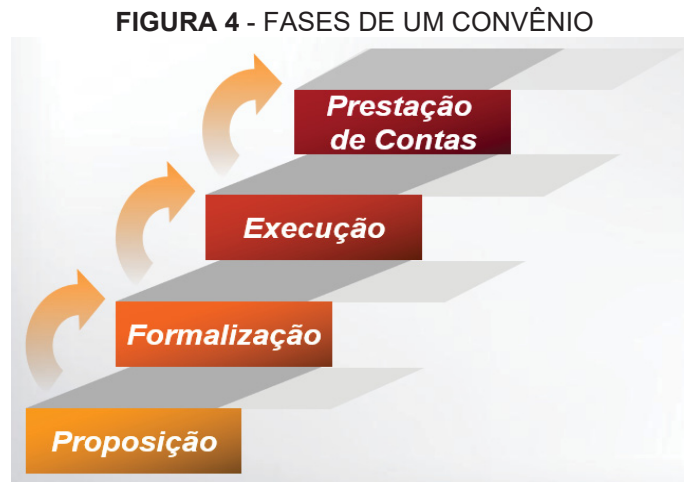 FIGURA 4 - FASES DE UM CONVÊNIO
Prestação
de Contas
Execução
Formalização
Proposição